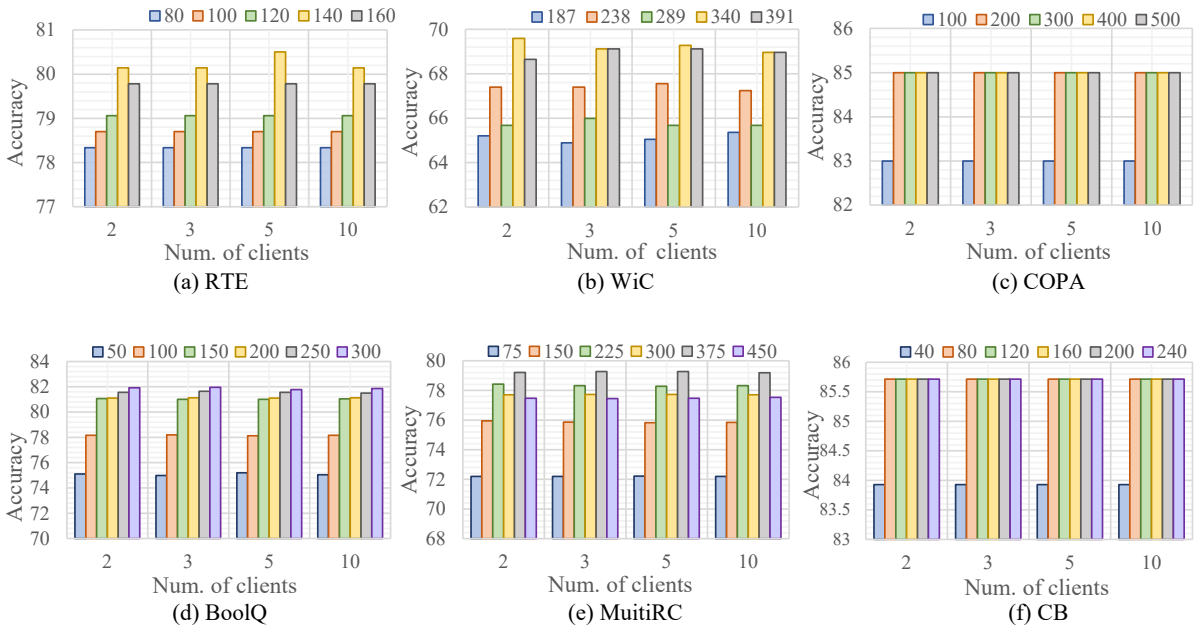 80 100 120 140 160
81
80
79
78
77
Accuracy
2 3 5 10
Num. of clients
(a) RTE
187 238 289 340 391
70
68
66
64
62
Accuracy
2 3 5 10
Num. of clients
(b) WiC
100 200 300 400 500
86
85
84
83
82
Accuracy
2 3 5 10
Num. of clients
(c) COPA
50 100 150 200 250 300
84
82
80
78
76
74
72
70
Accuracy
2 3 5 10
Num. of clients
(d) BoolQ
75 150 225 300 375 450
80
78
76
74
72
70
68
Accuracy
2 3 5 10
Num. of clients
(e) MuitiRC
40 80 120 160 200 240
86
85.5
85
84.5
84
83.5
83
Accuracy
2 3 5 10
Num. of clients
(f) CB